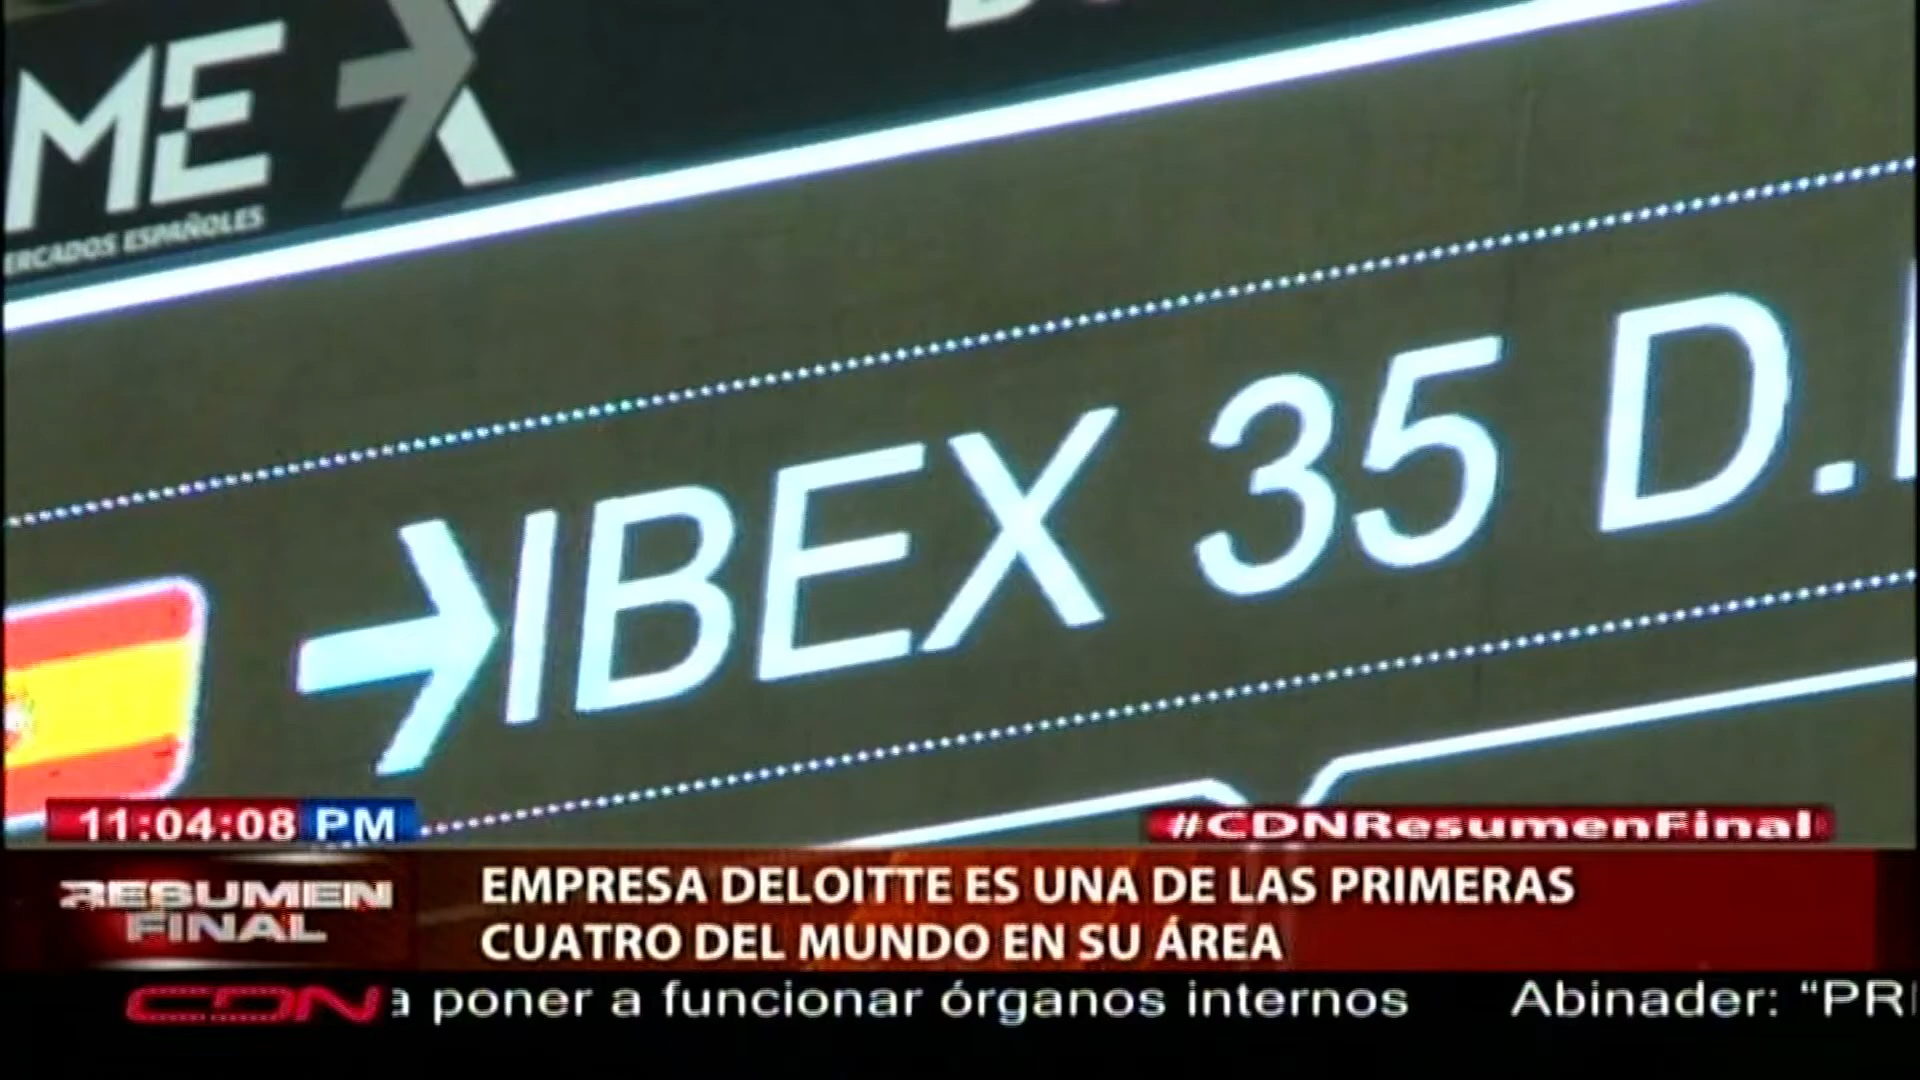 ME X
ERCADOS ESPAÑOLES
IBEX 35 D.
11:04:08 PM
#CDNResumenFinal
RESUMEN
FINAL
EMPRESA DELOITTE ES UNA DE LAS PRIMERAS
CUATRO DEL MUNDO EN SU ÁREA
CDN
a poner a funcionar órganos internos Abinader: “PR